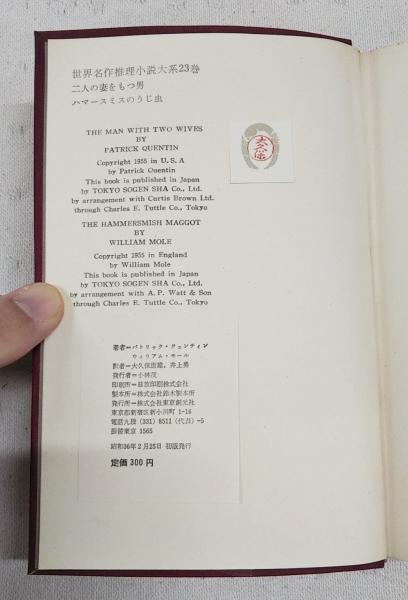 世界名作推理小説大系23巻
二人の妻をもつ男
ハマースミスのうじ虫
THE MAN WITH TWO WIVES
BY
PATRICK QUENTIN
Copyright 1955 in U. S. A
by Patrick Quentin
This book is published in Japan
by TOKYO SOGEN SHA Co., Ltd.
by arrangement with Curtis Brown Ltd.
through Charles E. Tuttle Co., Tokyo
THE HAMMERSMISH MAGGOT
BY
WILLIAM MOLE
Copyright 1955 in England
by William Mole
This book is published in Japan
by TOKYO SOGEN SHA Co., Ltd.
by arrangement with A. P. Watt & Son
through Charles E. Tuttle Co., Tokyo
著者=パトリック・クェンティン
ウィリアム・モール
訳者=大久保康雄, 井上勇
発行者=小林茂
印刷所=日放印刷株式会社
製本所=株式会社鈴木製本所
発行所=株式会社東京創元社
東京都新宿区新小川町1-16
電話九段 (331) 8511 (代表)-5
振替東京 1565
昭和36年2月25日 初版発行
定価 300 円